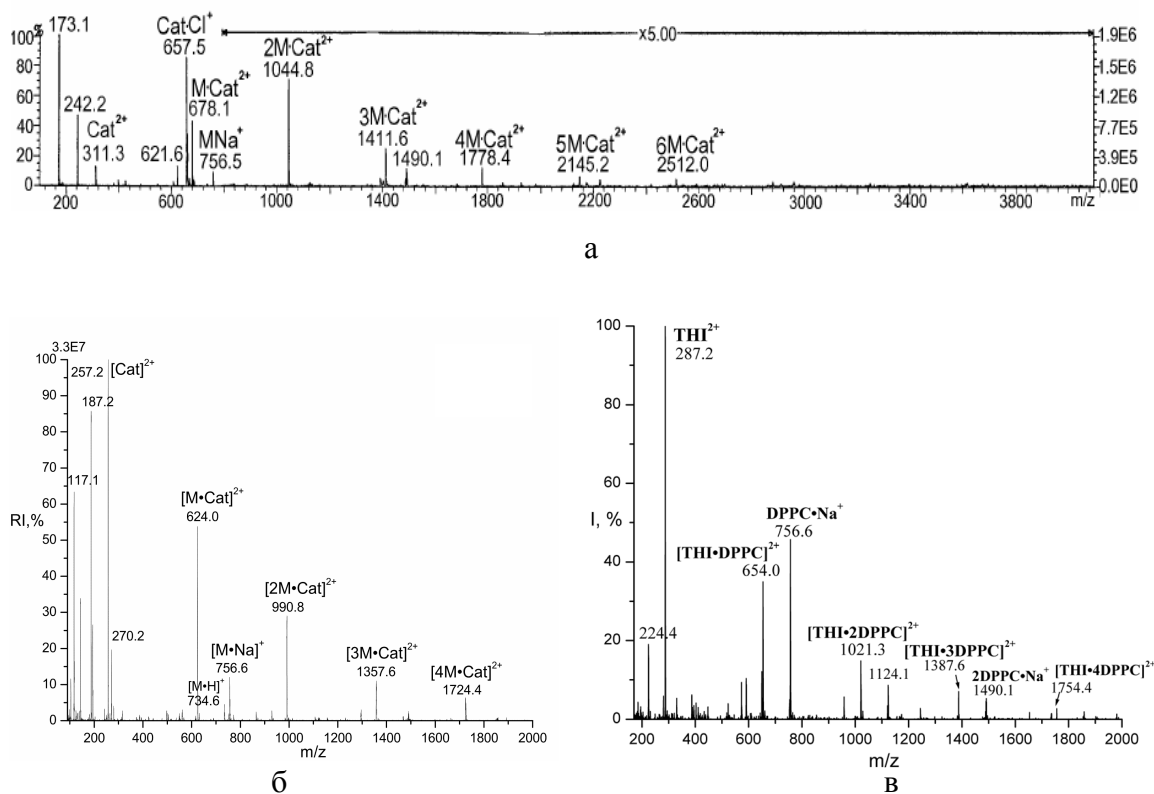 173.1
100%
80
60
40
20
0
242.2
Cat²⁺
311.3
621.6
Cat·Cl⁺
657.5
M·Cat²⁺
678.1
MNa⁺
756.5
x5.00
2M·Cat²⁺
1044.8
3M·Cat²⁺
1411.6
1490.1
4M·Cat²⁺
1778.4
5M·Cat²⁺
2145.2
6M·Cat²⁺
2512.0
1.9E6
1.5E6
1.2E6
7.7E5
3.9E5
0.0E0
200 600 1000 1400 1800 2200 2600 3000 3400 3800 m/z
а
3.3E7
100
90
80
70
60
50
40
30
20
10
0
RI,%
257.2
[Cat]²⁺
187.2
117.1
270.2
[M•Cat]²⁺
624.0
[M•H]⁺
734.6
[M•Na]⁺
756.6
[2M•Cat]²⁺
990.8
[3M•Cat]²⁺
1357.6
[4M•Cat]²⁺
1724.4
200 400 600 800 1000 1200 1400 1600 1800 2000
m/z
б
100
80
60
40
20
0
I, %
THI²⁺
287.2
224.4
[THI•DPPC]²⁺
654.0
DPPC•Na⁺
756.6
[THI•2DPPC]²⁺
1021.3
1124.1
[THI•3DPPC]²⁺
1387.6
2DPPC•Na⁺
1490.1
[THI•4DPPC]²⁺
1754.4
200 400 600 800 1000 1200 1400 1600 1800 2000
m/z
в